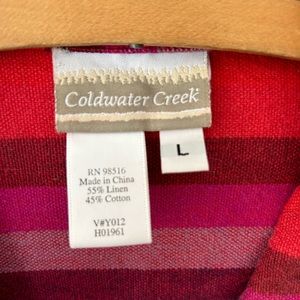 Coldwater Creek
L
RN 98516
Made in China
55% Linen
45% Cotton
V#Y012
H01961